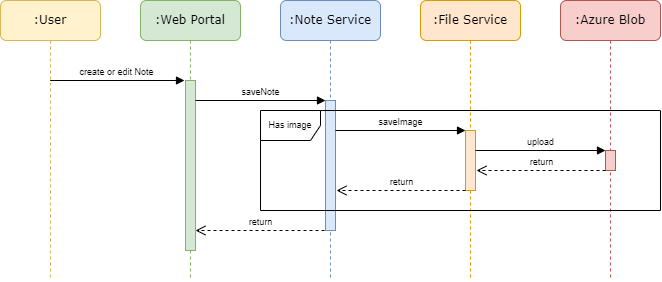 :User
:Web Portal
:Note Service
:File Service
:Azure Blob
create or edit Note
saveNote
Has image
saveImage
upload
return
return
return